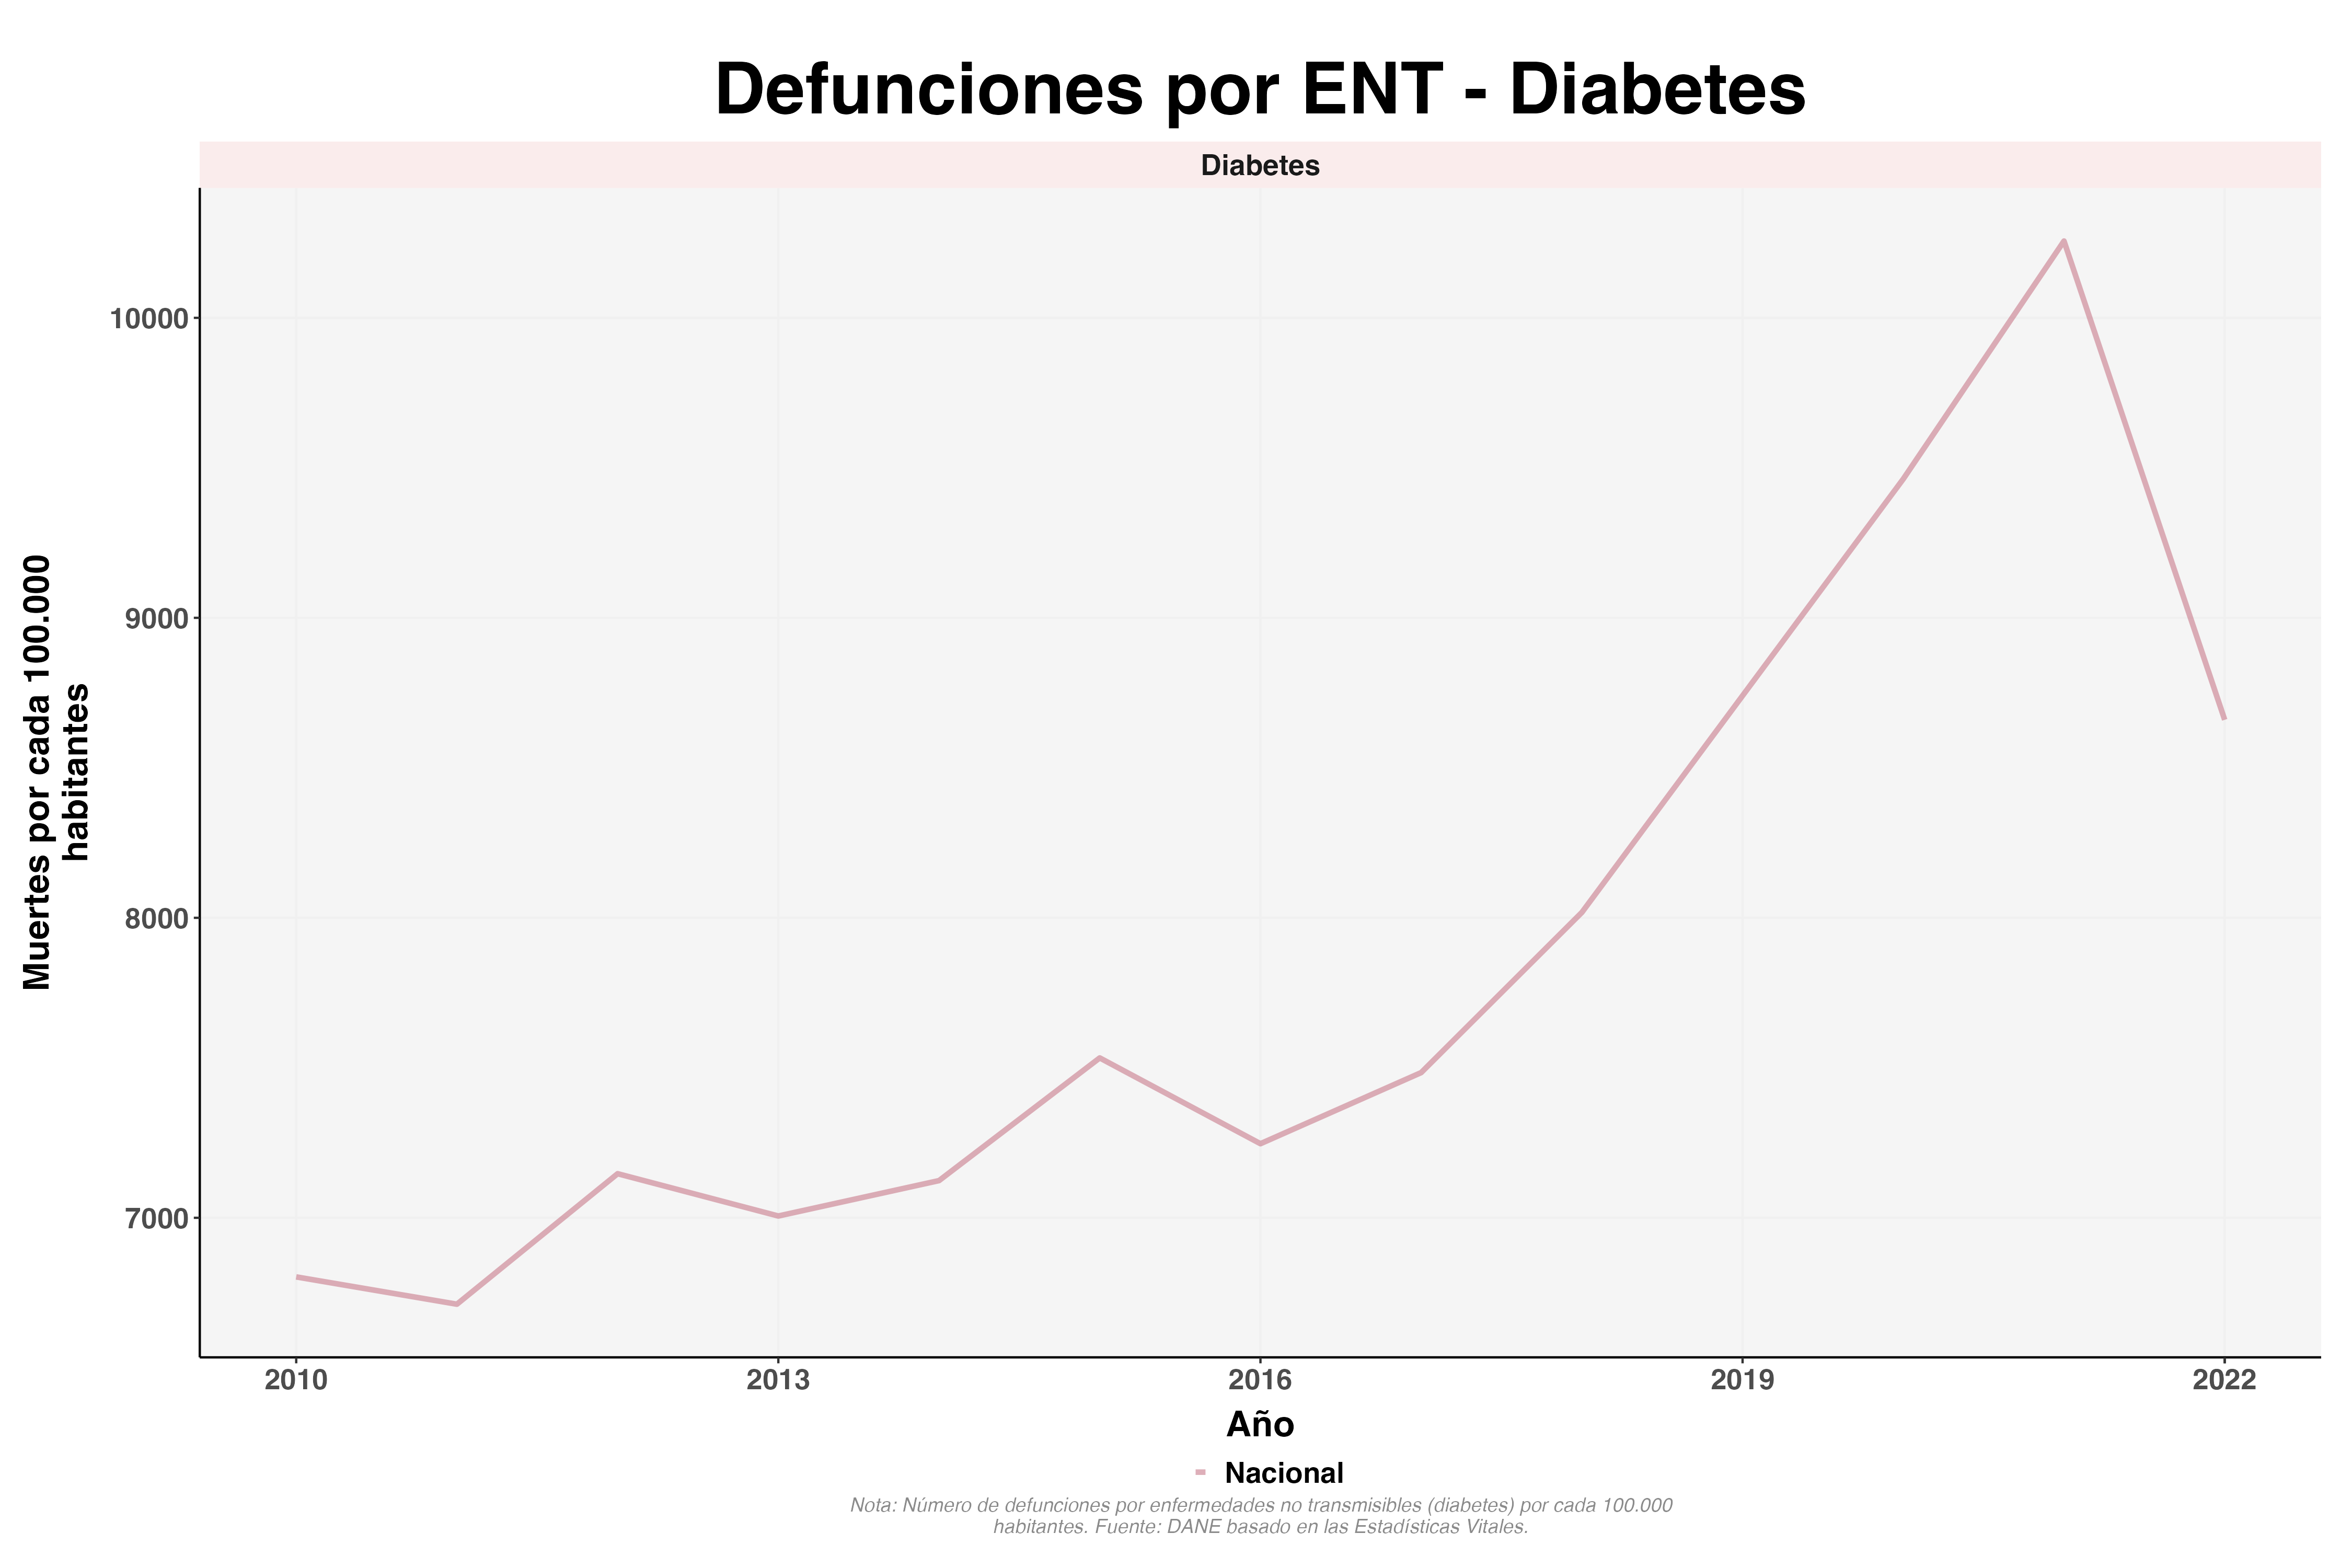 Defunciones por ENT - Diabetes
Diabetes
Muertes por cada 100.000
habitantes
10000
9000
8000
7000
2010
2013
2016
2019
2022
Año
Nacional
Nota: Número de defunciones por enfermedades no transmisibles (diabetes) por cada 100.000
habitantes. Fuente: DANE basado en las Estadísticas Vitales.